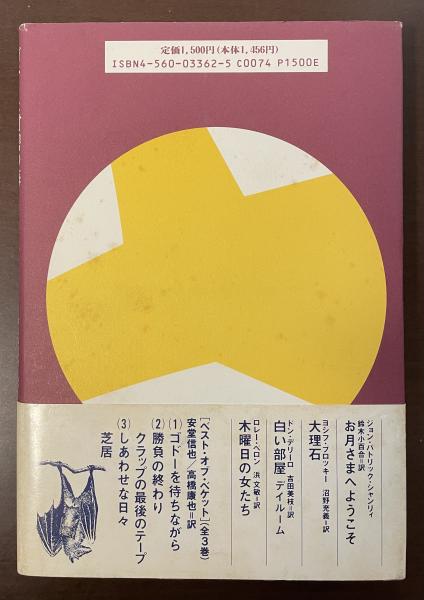 定価1,500円(本体1,456円)
ISBN4-560-03362-5 C0074 P1500E
ジョン・パトリック・シャンリィ
鈴木小百合=訳
お月さまへようこそ
ヨシフ・ブロツキー 沼野充義=訳
大理石
ドン・デリーロ 吉田美枝=訳
白い部屋 デイルーム
ロレー・ベロン 浜文敏=訳
木曜日の女たち
[ベスト・オブ・ベケット]〈全3巻〉
安堂信也/高橋康也=訳
(1)ゴドーを待ちながら
(2)勝負の終わり
クラップの最後のテープ
(3)しあわせな日々
芝居